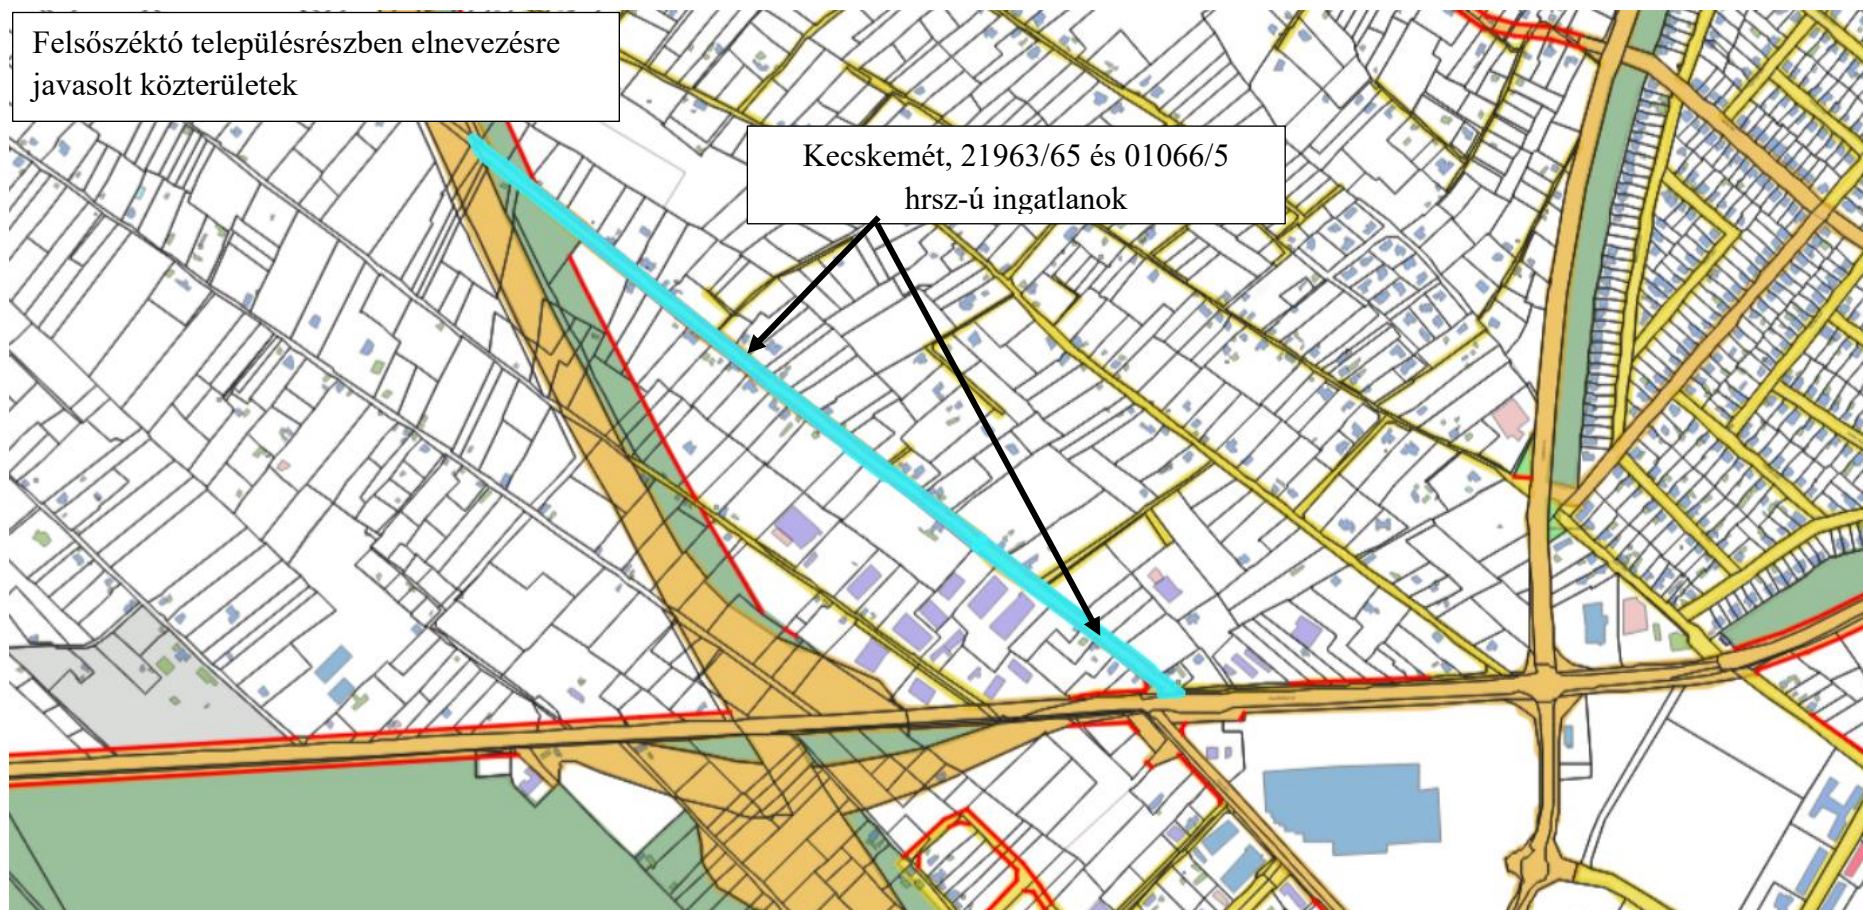 Felsőszéktó településrészben elnevezésre
javasolt közterületek
Kecskemét, 21963/65 és 01066/5
hrsz-ú ingatlanok